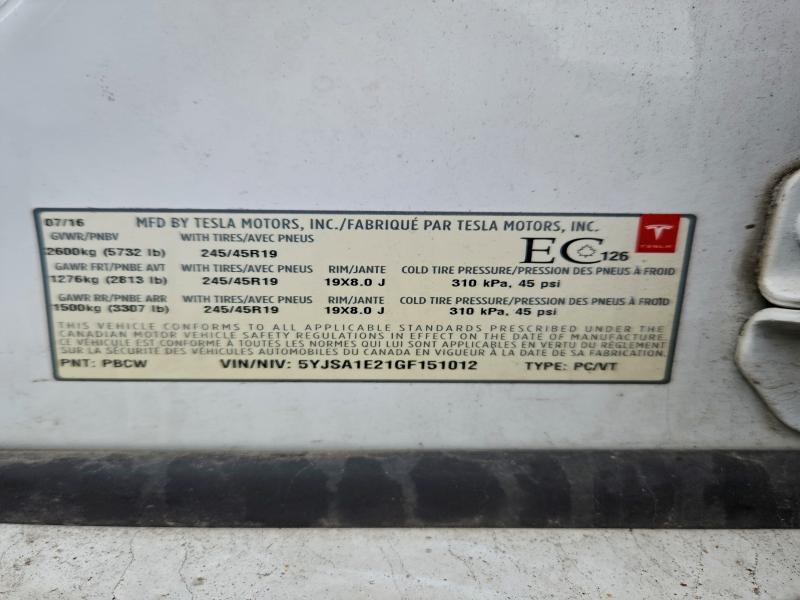 07/16 MFD BY TESLA MOTORS, INC./FABRIQUÉ PAR TESLA MOTORS, INC.
GVWR/PNBV WITH TIRES/AVEC PNEUS
2600kg (5732 lb) 245/45R19 EC 126 TESLA
GAWR FRT/PNBE AVT WITH TIRES/AVEC PNEUS RIM/JANTE COLD TIRE PRESSURE/PRESSION DES PNEUS À FROID
1276kg (2813 lb) 245/45R19 19X8.0 J 310 kPa, 45 psi
GAWR RR/PNBE ARR WITH TIRES/AVEC PNEUS RIM/JANTE COLD TIRE PRESSURE/PRESSION DES PNEUS À FROID
1500kg (3307 lb) 245/45R19 19X8.0 J 310 kPa, 45 psi
THIS VEHICLE CONFORMS TO ALL APPLICABLE STANDARDS PRESCRIBED UNDER THE
CANADIAN MOTOR VEHICLE SAFETY REGULATIONS IN EFFECT ON THE DATE OF MANUFACTURE.
CE VÉHICULE EST CONFORME À TOUTES LES NORMES QUI LUI SONT APPLICABLES EN VERTU DU RÈGLEMENT
SUR LA SÉCURITÉ DES VÉHICULES AUTOMOBILES DU CANADA EN VIGUEUR À LA DATE DE SA FABRICATION.
PNT: PBCW VIN/NIV: 5YJSA1E21GF151012 TYPE: PC/VT